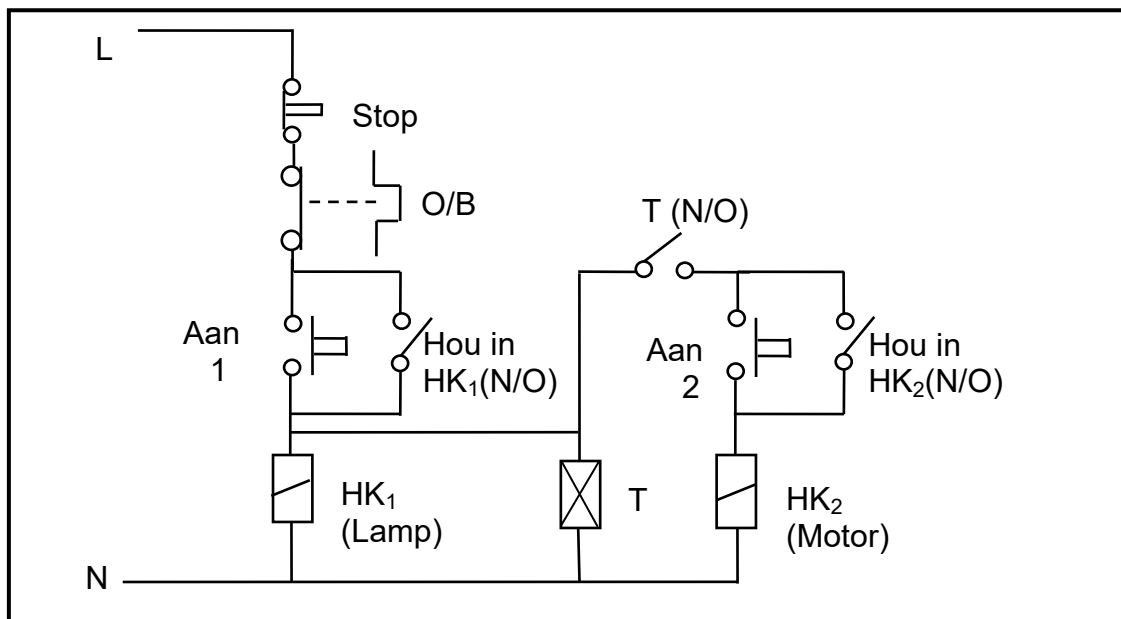 L
Stop
O/B
T (N/O)
Aan
1
Hou in
HK₁(N/O)
Aan
2
Hou in
HK₂(N/O)
HK₁
(Lamp)
T
HK₂
(Motor)
N